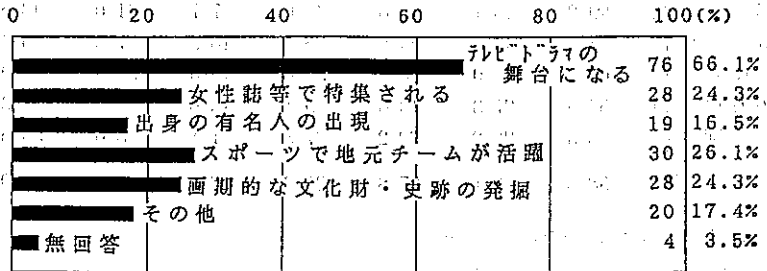 0 20 40 60 80 100(%)
テレビドラマの
舞台になる 76 66.1%
女性誌等で特集される 28 24.3%
出身の有名人の出現 19 16.5%
スポーツで地元チームが活躍 30 26.1%
画期的な文化財・史跡の発掘 28 24.3%
その他 20 17.4%
無回答 4 3.5%